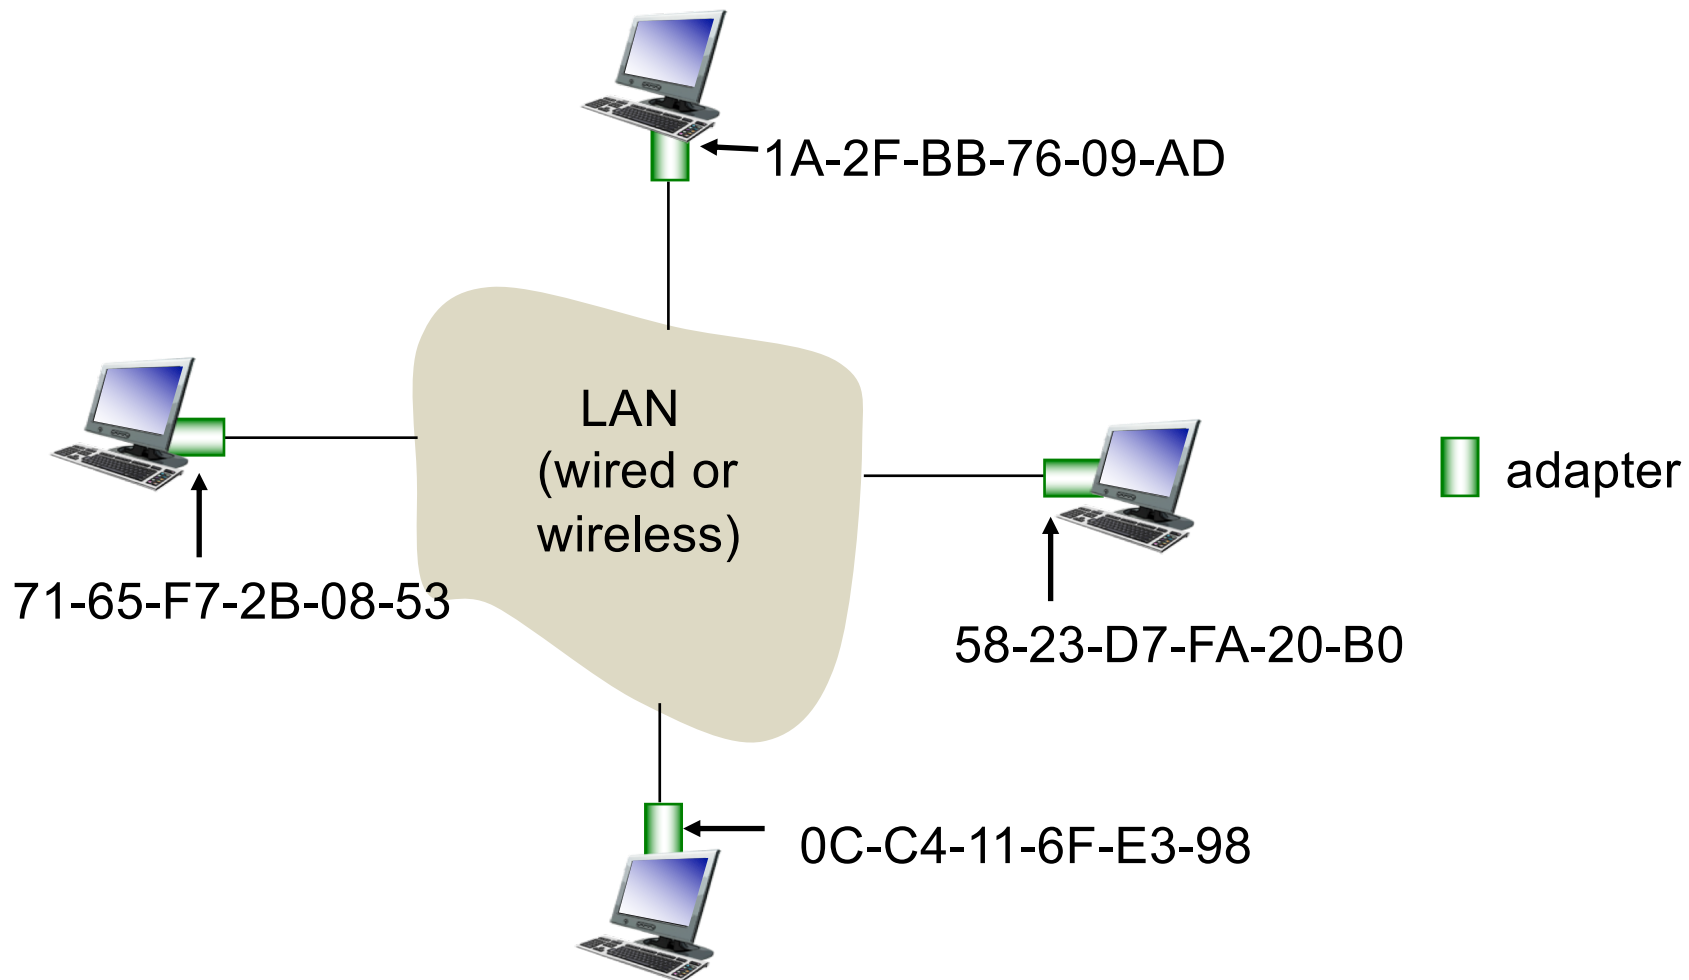 1A-2F-BB-76-09-AD
LAN
(wired or
wireless)
adapter
71-65-F7-2B-08-53
58-23-D7-FA-20-B0
0C-C4-11-6F-E3-98